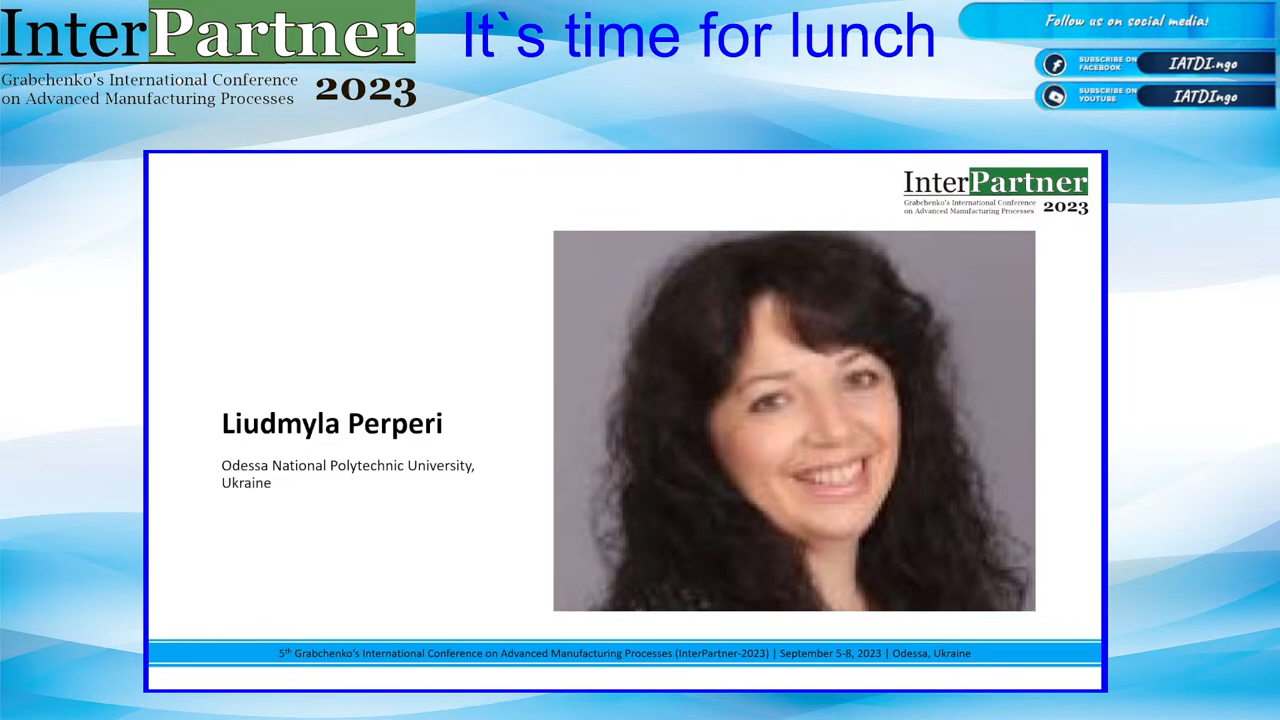 InterPartner
Grabchenko's International Conference
on Advanced Manufacturing Processes
2023
It`s time for lunch
Follow us on social media!
SUBSCRIBE ON
FACEBOOK
IATDI.ngo
SUBSCRIBE ON
YOUTUBE
IATDIngo
InterPartner
Grabchenko's International Conference
on Advanced Manufacturing Processes
2023
Liudmyla Perperi
Odessa National Polytechnic University,
Ukraine
5th Grabchenko's International Conference on Advanced Manufacturing Processes (InterPartner-2023) | September 5-8, 2023 | Odessa, Ukraine